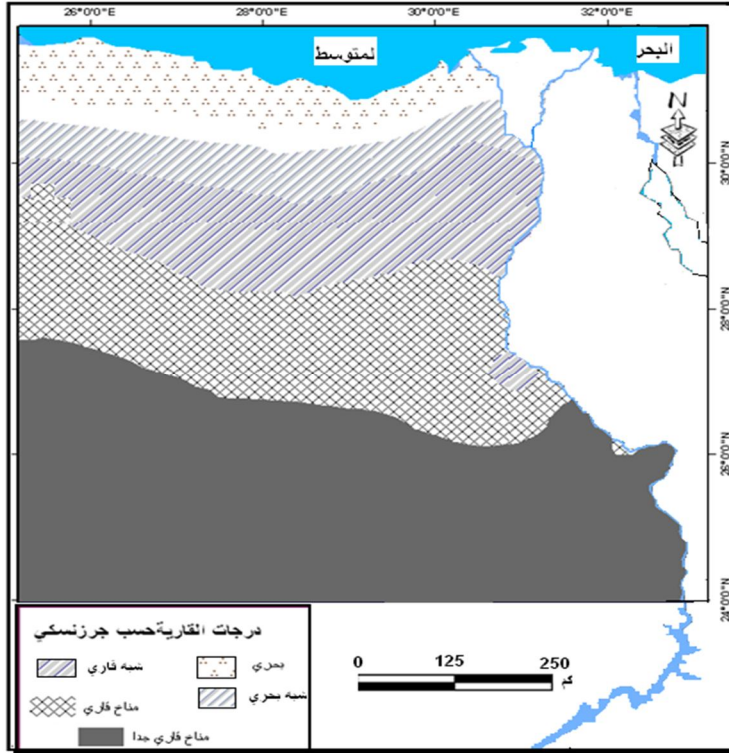 26°0'0"E 28°0'0"E 30°0'0"E 32°0'0"E
لمتوسط
البحر
N
30°0'0"N
28°0'0"N
26°0'0"N
24°0'0"N
درجات القارية حسب جرزنسكي
بحري
شبه قاري
شبه بحري
مناخ قاري
مناخ قاري جدا
0 125 250
كم